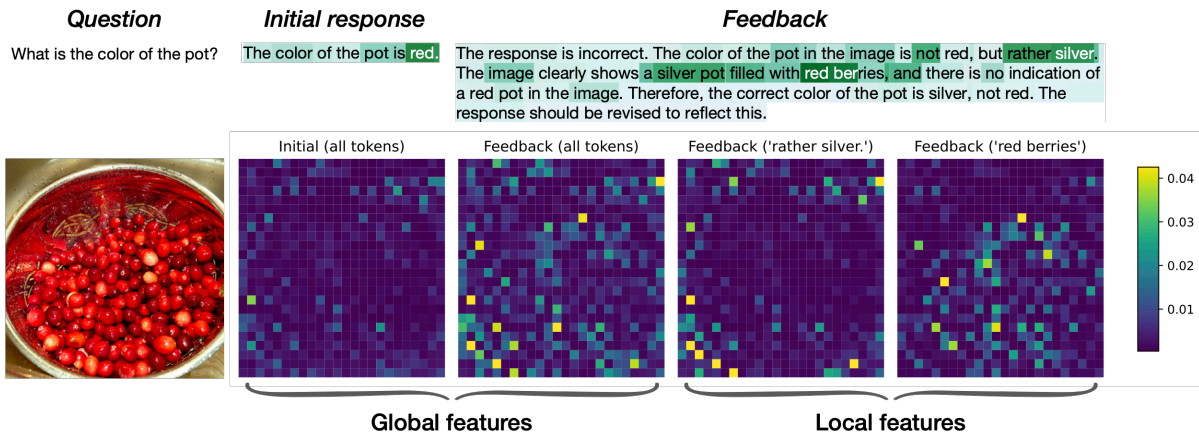 Question
Initial response
Feedback
What is the color of the pot?
The color of the pot is red.
The response is incorrect. The color of the pot in the image is not red, but rather silver.
The image clearly shows a silver pot filled with red berries, and there is no indication of
a red pot in the image. Therefore, the correct color of the pot is silver, not red. The
response should be revised to reflect this.
Initial (all tokens)
Feedback (all tokens)
Feedback ('rather silver.')
Feedback ('red berries')
0.04
0.03
0.02
0.01
Global features
Local features